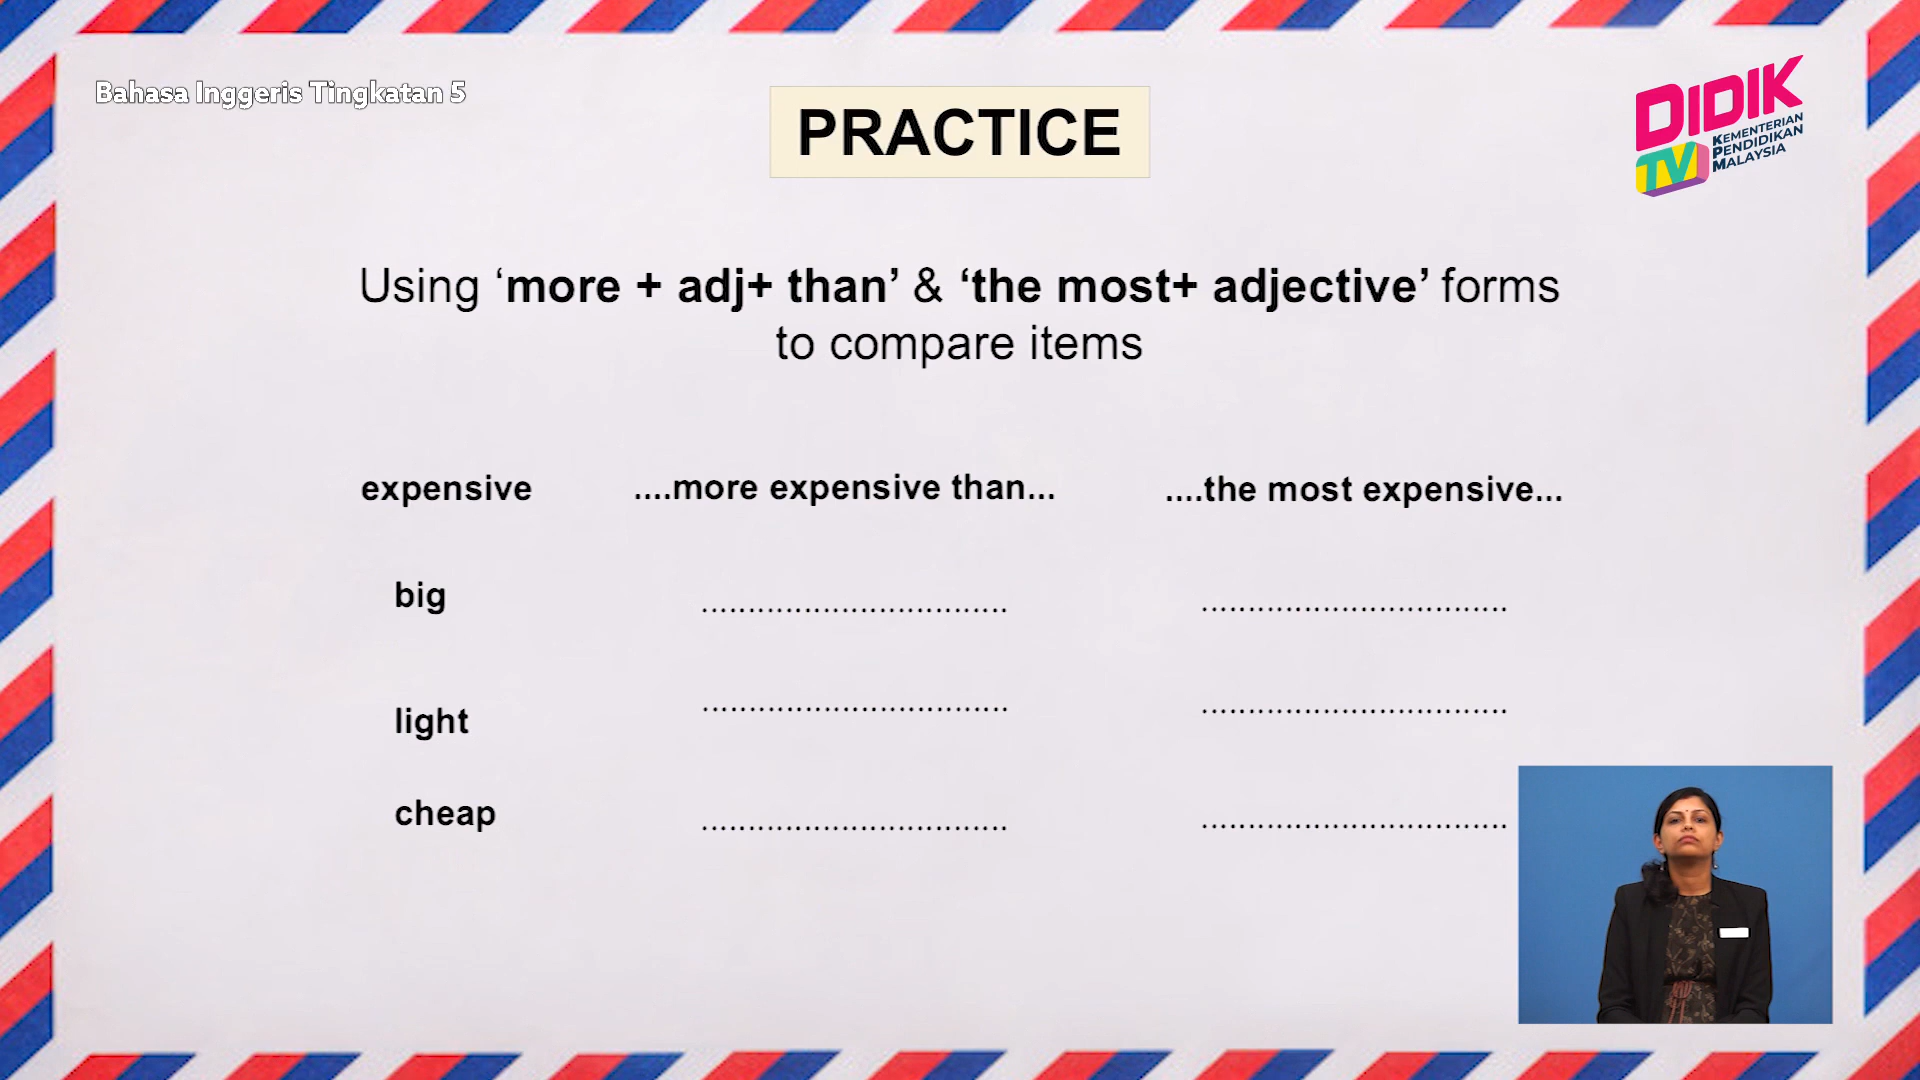 Bahasa Inggeris Tingkatan 5
PRACTICE
DIDIK
TV
KEMENTERIAN
PENDIDIKAN
MALAYSIA
Using ‘more + adj+ than’ & ‘the most+ adjective’ forms
to compare items
expensive ....more expensive than... ....the most expensive...
big ................................. .................................
light ................................. .................................
cheap ................................. .................................